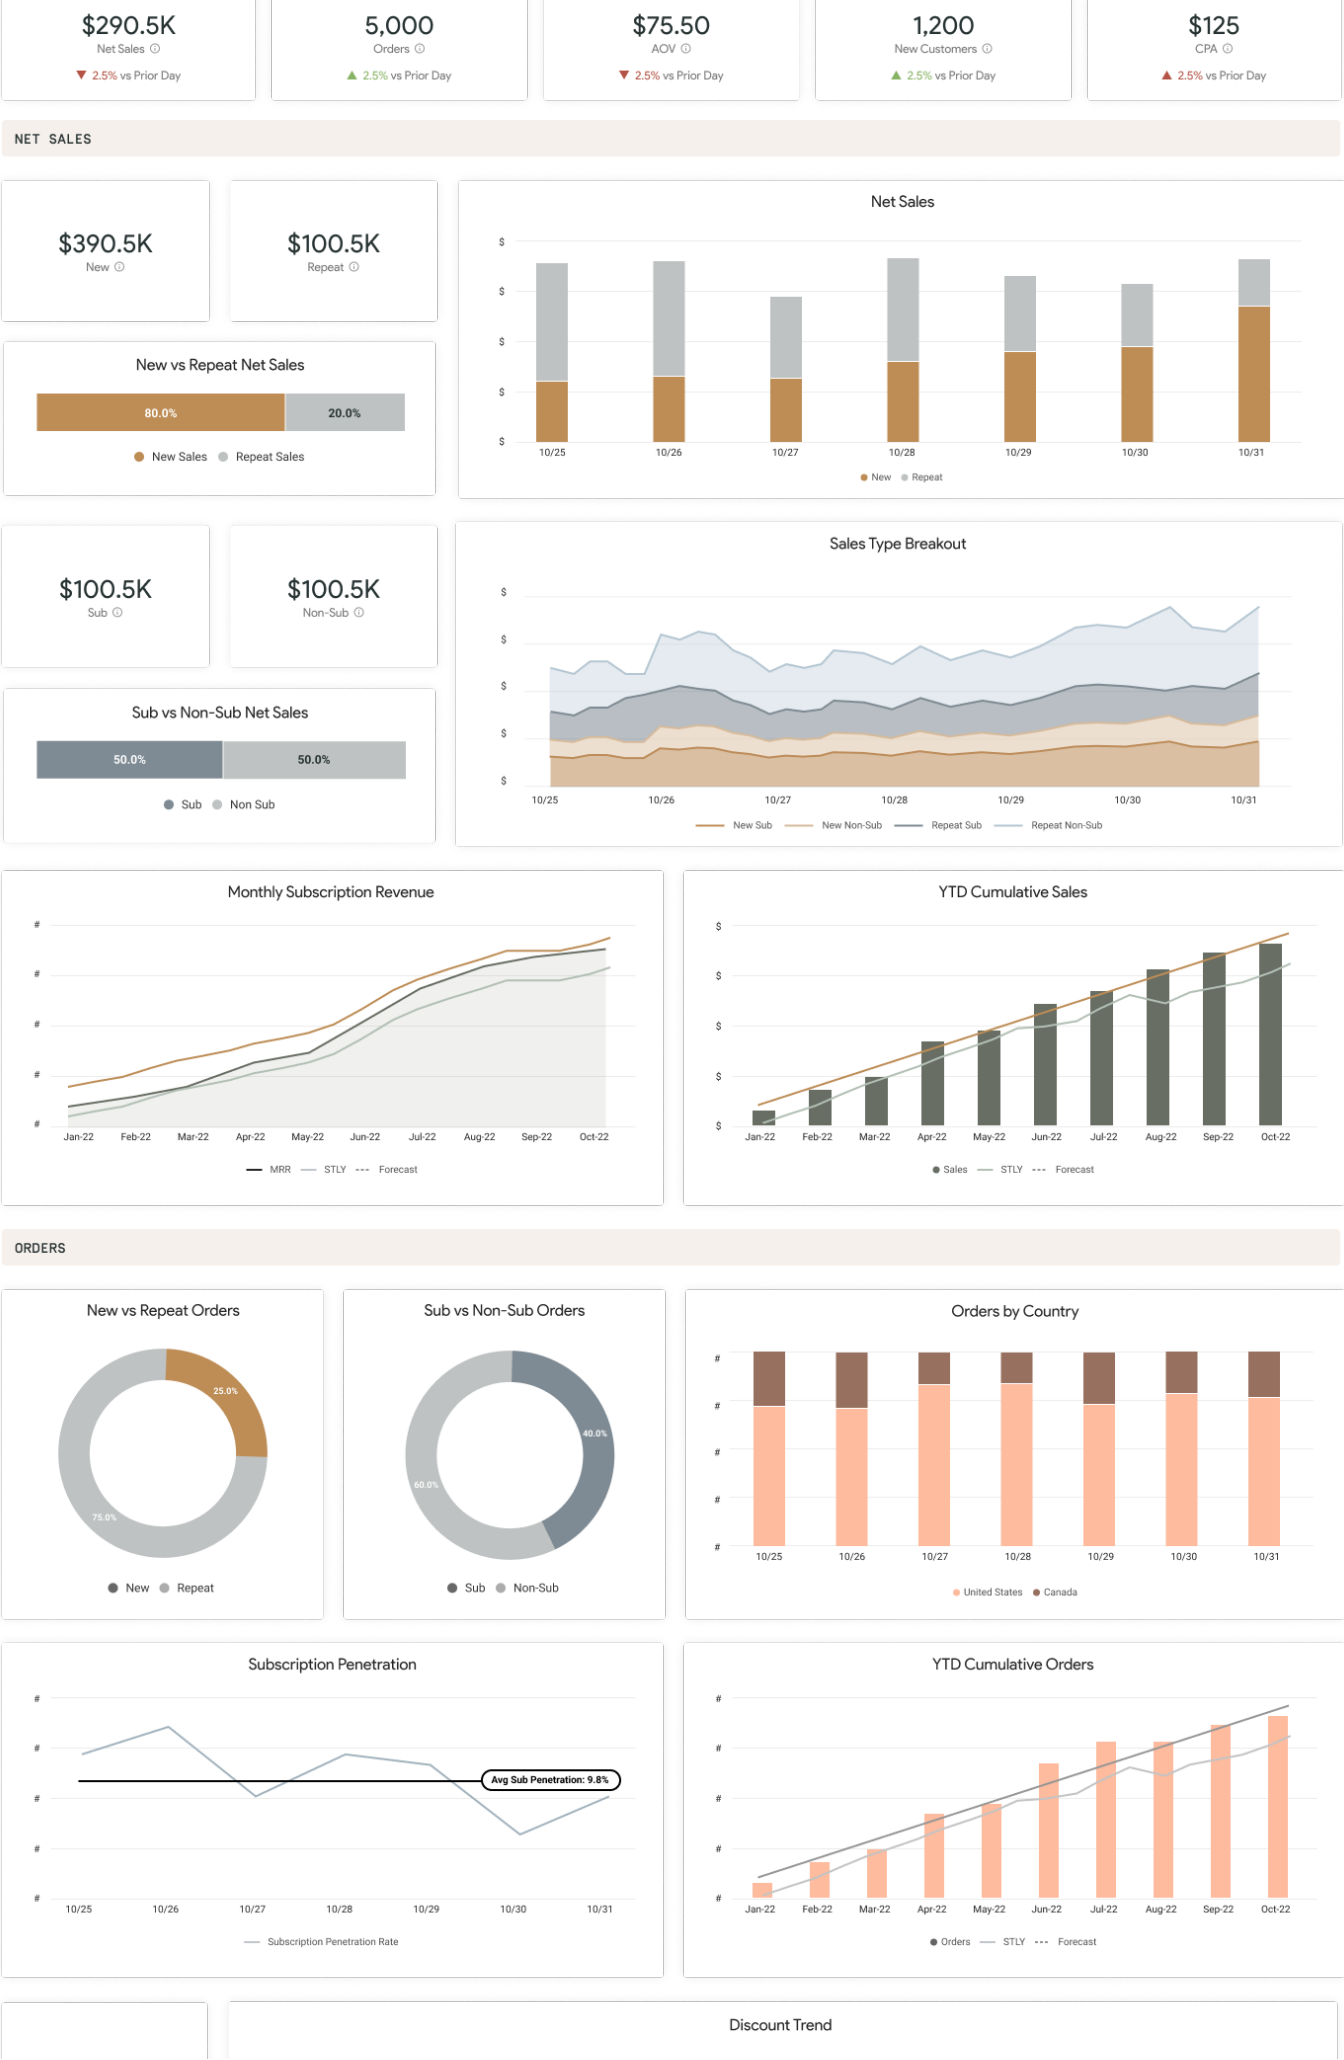 $290.5K
Net Sales
2.5% vs Prior Day
5,000
Orders
2.5% vs Prior Day
$75.50
AOV
2.5% vs Prior Day
1,200
New Customers
2.5% vs Prior Day
$125
CPA
2.5% vs Prior Day
NET SALES
$390.5K
New
$100.5K
Repeat
New vs Repeat Net Sales
80.0% 20.0%
New Sales Repeat Sales
Net Sales
$
$
$
$
$
10/25 10/26 10/27 10/28 10/29 10/30 10/31
New Repeat
$100.5K
Sub
$100.5K
Non-Sub
Sub vs Non-Sub Net Sales
50.0% 50.0%
Sub Non Sub
Sales Type Breakout
$
$
$
$
$
10/25 10/26 10/27 10/28 10/29 10/30 10/31
New Sub New Non-Sub Repeat Sub Repeat Non-Sub
Monthly Subscription Revenue
#
#
#
#
#
Jan-22 Feb-22 Mar-22 Apr-22 May-22 Jun-22 Jul-22 Aug-22 Sep-22 Oct-22
MRR STLY Forecast
YTD Cumulative Sales
$
$
$
$
$
Jan-22 Feb-22 Mar-22 Apr-22 May-22 Jun-22 Jul-22 Aug-22 Sep-22 Oct-22
Sales STLY Forecast
ORDERS
New vs Repeat Orders
25.0%
75.0%
New Repeat
Sub vs Non-Sub Orders
40.0%
60.0%
Sub Non-Sub
Orders by Country
#
#
#
#
#
10/25 10/26 10/27 10/28 10/29 10/30 10/31
United States Canada
Subscription Penetration
#
#
#
#
#
Avg Sub Penetration: 9.8%
10/25 10/26 10/27 10/28 10/29 10/30 10/31
Subscription Penetration Rate
YTD Cumulative Orders
#
#
#
#
#
Jan-22 Feb-22 Mar-22 Apr-22 May-22 Jun-22 Jul-22 Aug-22 Sep-22 Oct-22
Orders STLY Forecast
Discount Trend